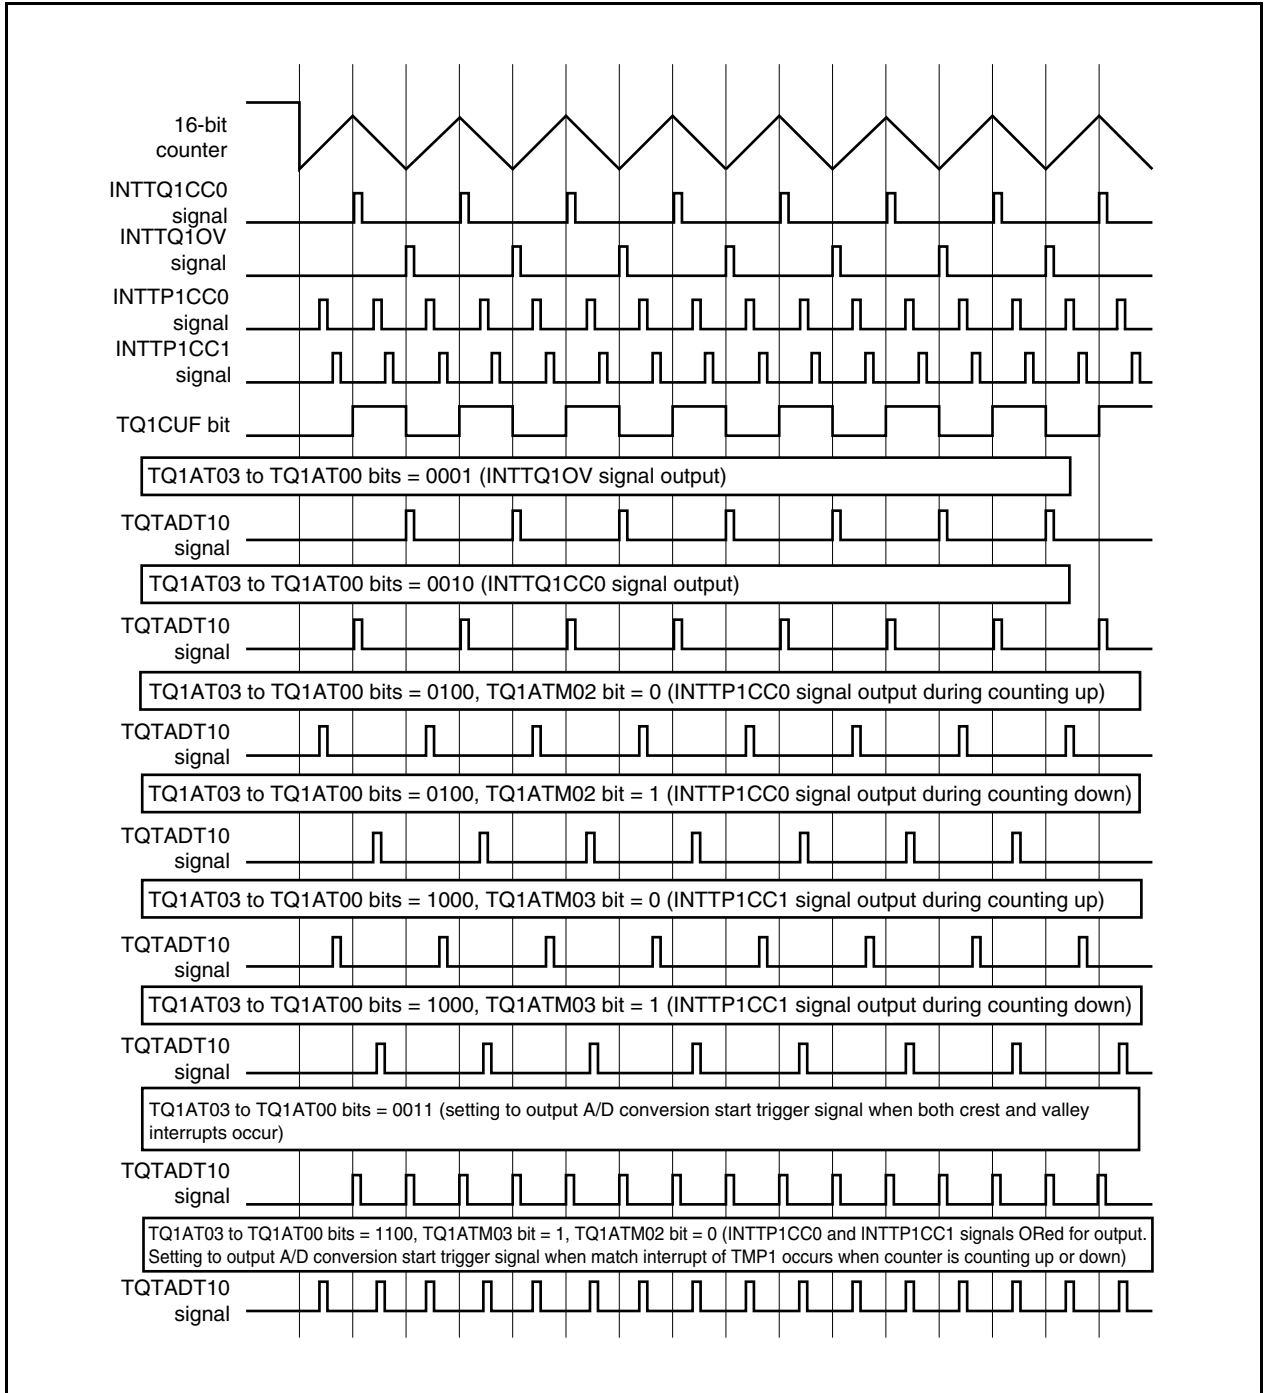 16-bit
counter
INTTQ1CC0
signal
INTTQ1OV
signal
INTTP1CC0
signal
INTTP1CC1
signal
TQ1CUF bit
TQ1AT03 to TQ1AT00 bits = 0001 (INTTQ1OV signal output)
TQTADT10
signal
TQ1AT03 to TQ1AT00 bits = 0010 (INTTQ1CC0 signal output)
TQTADT10
signal
TQ1AT03 to TQ1AT00 bits = 0100, TQ1ATM02 bit = 0 (INTTP1CC0 signal output during counting up)
TQTADT10
signal
TQ1AT03 to TQ1AT00 bits = 0100, TQ1ATM02 bit = 1 (INTTP1CC0 signal output during counting down)
TQTADT10
signal
TQ1AT03 to TQ1AT00 bits = 1000, TQ1ATM03 bit = 0 (INTTP1CC1 signal output during counting up)
TQTADT10
signal
TQ1AT03 to TQ1AT00 bits = 1000, TQ1ATM03 bit = 1 (INTTP1CC1 signal output during counting down)
TQTADT10
signal
TQ1AT03 to TQ1AT00 bits = 0011 (setting to output A/D conversion start trigger signal when both crest and valley
interrupts occur)
TQTADT10
signal
TQ1AT03 to TQ1AT00 bits = 1100, TQ1ATM03 bit = 1, TQ1ATM02 bit = 0 (INTTP1CC0 and INTTP1CC1 signals ORed for output.
Setting to output A/D conversion start trigger signal when match interrupt of TMP1 occurs when counter is counting up or down)
TQTADT10
signal